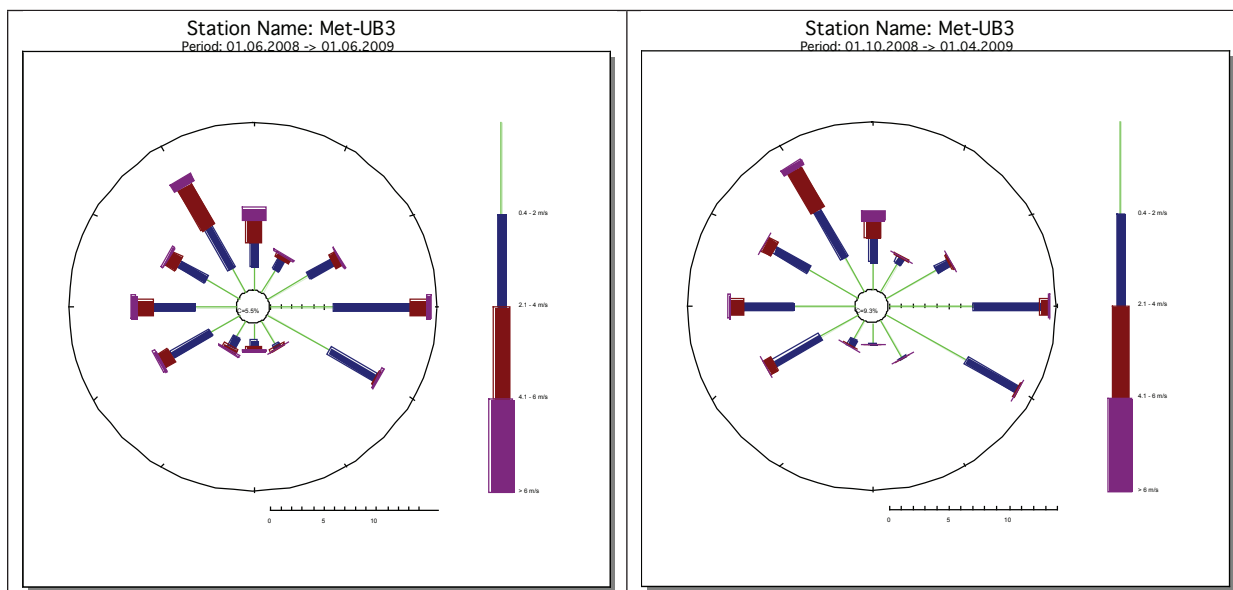 Station Name: Met-UB3
Period: 01.06.2008 -> 01.06.2009
0.4 - 2 m/s
2.1 - 4 m/s
4.1 - 6 m/s
> 6 m/s
C=5.5%
0 5 10
Station Name: Met-UB3
Period: 01.10.2008 -> 01.04.2009
0.4 - 2 m/s
2.1 - 4 m/s
4.1 - 6 m/s
> 6 m/s
C=9.3%
0 5 10